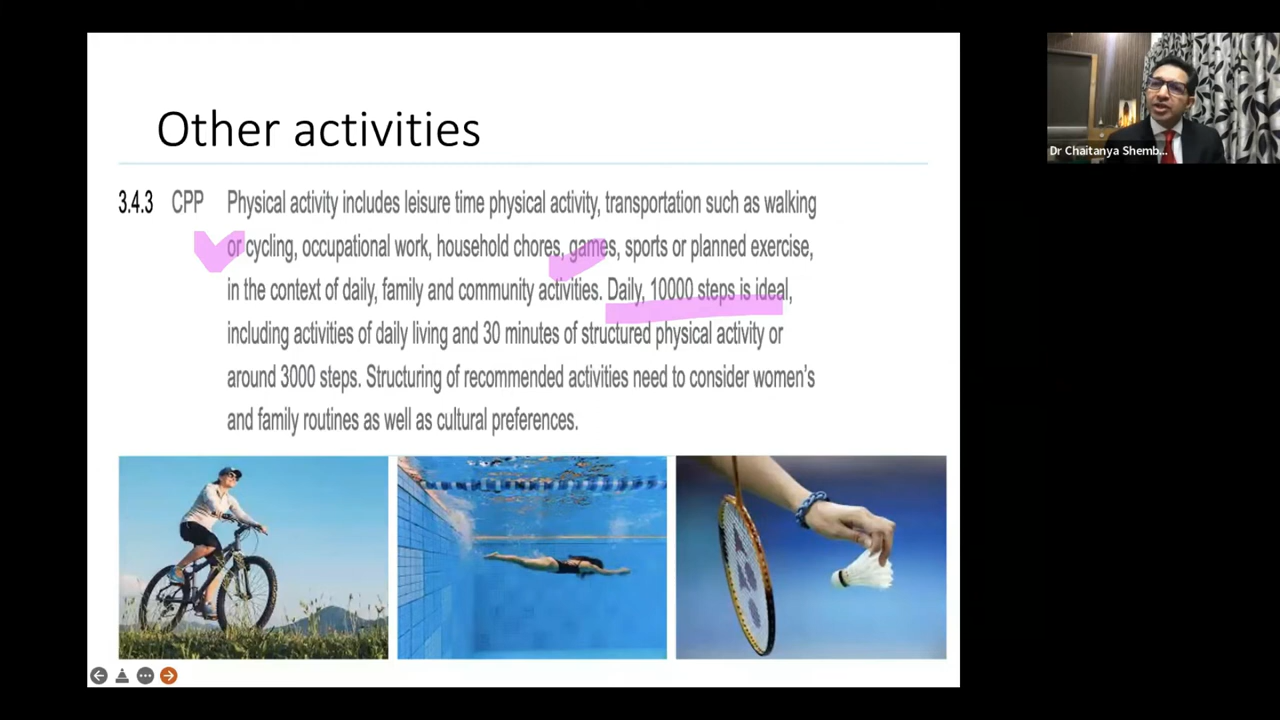 Other activities
3.4.3 CPP Physical activity includes leisure time physical activity, transportation such as walking
or cycling, occupational work, household chores, games, sports or planned exercise,
in the context of daily, family and community activities. Daily, 10000 steps is ideal,
including activities of daily living and 30 minutes of structured physical activity or
around 3000 steps. Structuring of recommended activities need to consider women's
and family routines as well as cultural preferences.
Dr Chaitanya Shemb...